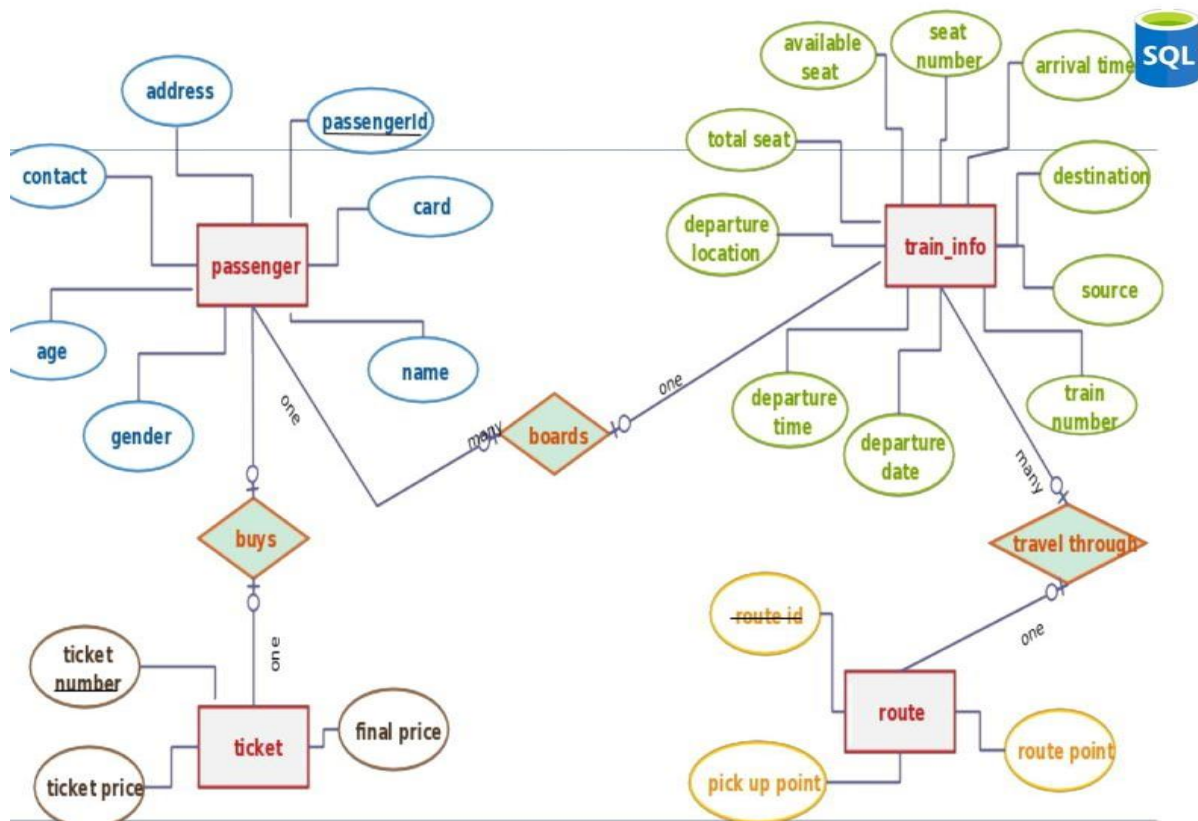 SQL
address
passengerId
contact
card
passenger
age
name
gender
one
many
boards
one
buys
one
ticket
number
ticket
final price
ticket price
available
seat
seat
number
arrival time
total seat
destination
departure
location
train_info
source
departure
time
departure
date
train
number
many
travel through
one
route id
route
route point
pick up point